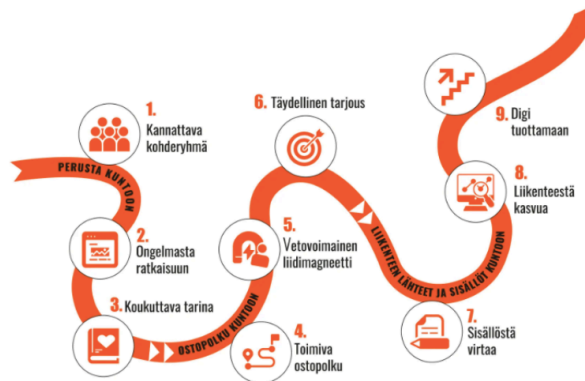 PERUSTA KUNTOON
1.
Kannattava
kohderyhmä
2.
Ongelmasta
ratkaisuun
3. Koukuttava tarina
OSTOPOLKU KUNTOON
4.
Toimiva
ostopolku
5.
Vetovoimainen
liidimagneetti
6. Täydellinen tarjous
LIIKENTEEN LÄHTEET JA SISÄLLÖT KUNTOON
7.
Sisällöstä
virtaa
8.
Liikenteestä
kasvua
9. Digi
tuottamaan